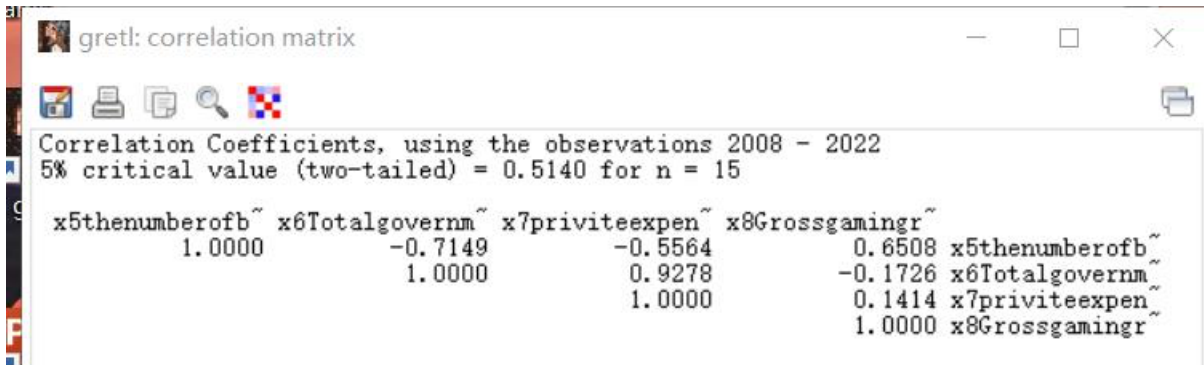 gretl: correlation matrix
Correlation Coefficients, using the observations 2008 - 2022
5% critical value (two-tailed) = 0.5140 for n = 15
x5thenumberofb~ x6Totalgovernm~ x7priviteexpen~ x8Grossgamingr~
1.0000 -0.7149 -0.5564 0.6508 x5thenumberofb~
1.0000 0.9278 -0.1726 x6Totalgovernm~
1.0000 0.1414 x7priviteexpen~
1.0000 x8Grossgamingr~